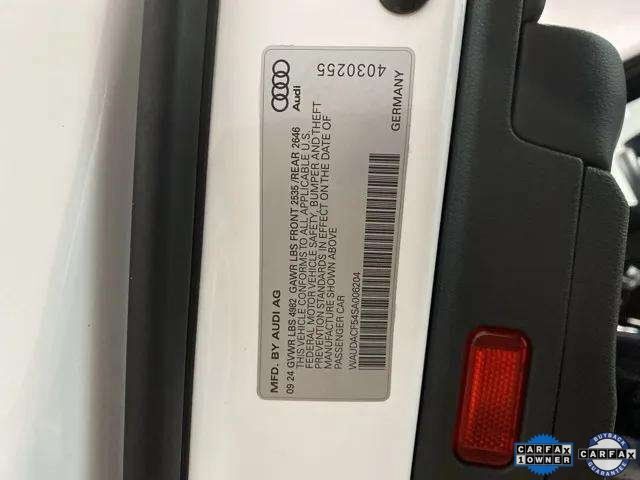 MFD. BY AUDI AG
09 24 GVWR LBS 4982 GAWR LBS FRONT 2535 /REAR 2646
THIS VEHICLE CONFORMS TO ALL APPLICABLE U.S.
FEDERAL MOTOR VEHICLE SAFETY, BUMPER AND THEFT
PREVENTION STANDARDS IN EFFECT ON THE DATE OF
MANUFACTURE SHOWN ABOVE
PASSENGER CAR
WAUDACF54SA006204
Audi
4030255
GERMANY
CARFAX
1 OWNER
BUYBACK
CARFAX
GUARANTEE